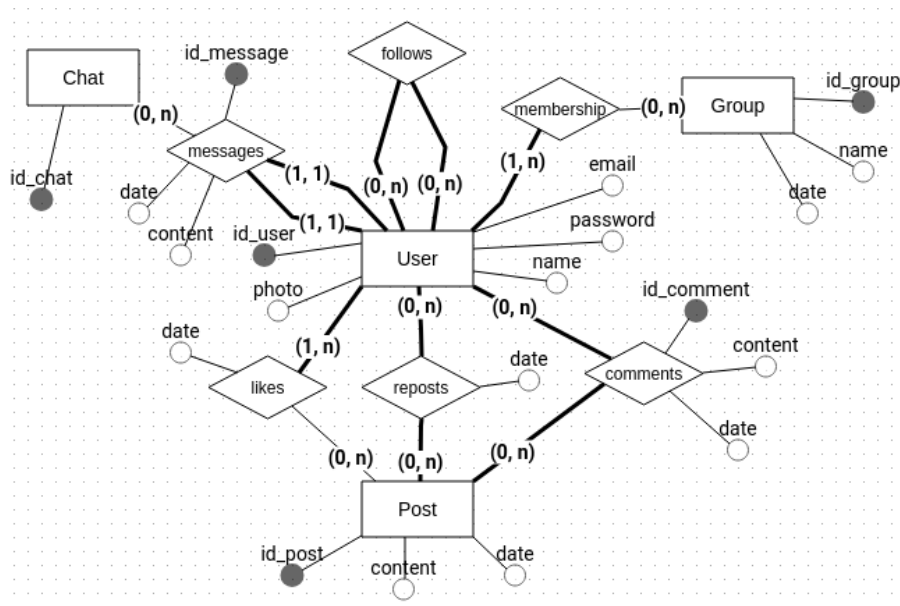 id_message
follows
Chat
id_group
(0, n)
membership
(0, n)
Group
messages
name
(1, n)
email
(1, 1)
id_chat
date
(0, n)
(0, n)
date
password
content
(1, 1)
id_user
User
name
photo
id_comment
(0, n)
(0, n)
date
(1, n)
content
date
likes
reposts
comments
date
(0, n)
(0, n)
(0, n)
Post
id_post
content
date